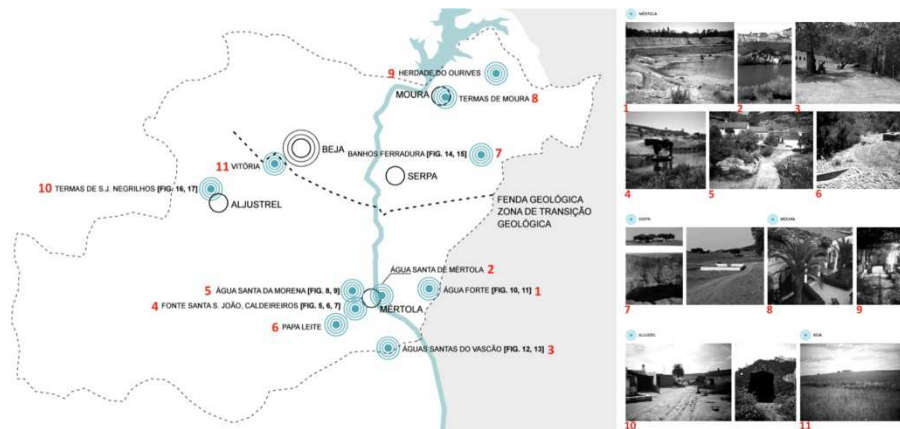 9 HERDADE DO OURIVES
MOURA
TERMAS DE MOURA 8
BEJA
BANHOS FERRADURA [FIG. 14, 15] 7
11 VITÓRIA
SERPA
10 TERMAS DE S.J. NEGRILHOS [FIG. 16, 17]
ALJUSTREL
FENDA GEOLÓGICA
ZONA DE TRANSIÇÃO
GEOLÓGICA
ÁGUA SANTA DE MÉRTOLA 2
5 ÁGUA SANTA DA MORENA [FIG. 8, 9]
ÁGUA FORTE [FIG. 10, 11] 1
4 FONTE SANTA S. JOÃO, CALDEIREIROS [FIG. 5, 6, 7]
MÉRTOLA
6 PAPA LEITE
ÁGUAS SANTAS DO VASCÃO [FIG. 12, 13] 3
MÉRTOLA
1 2 3
4 5 6
SERPA MOURA
7 8 9
ALJUSTREL BEJA
10 11